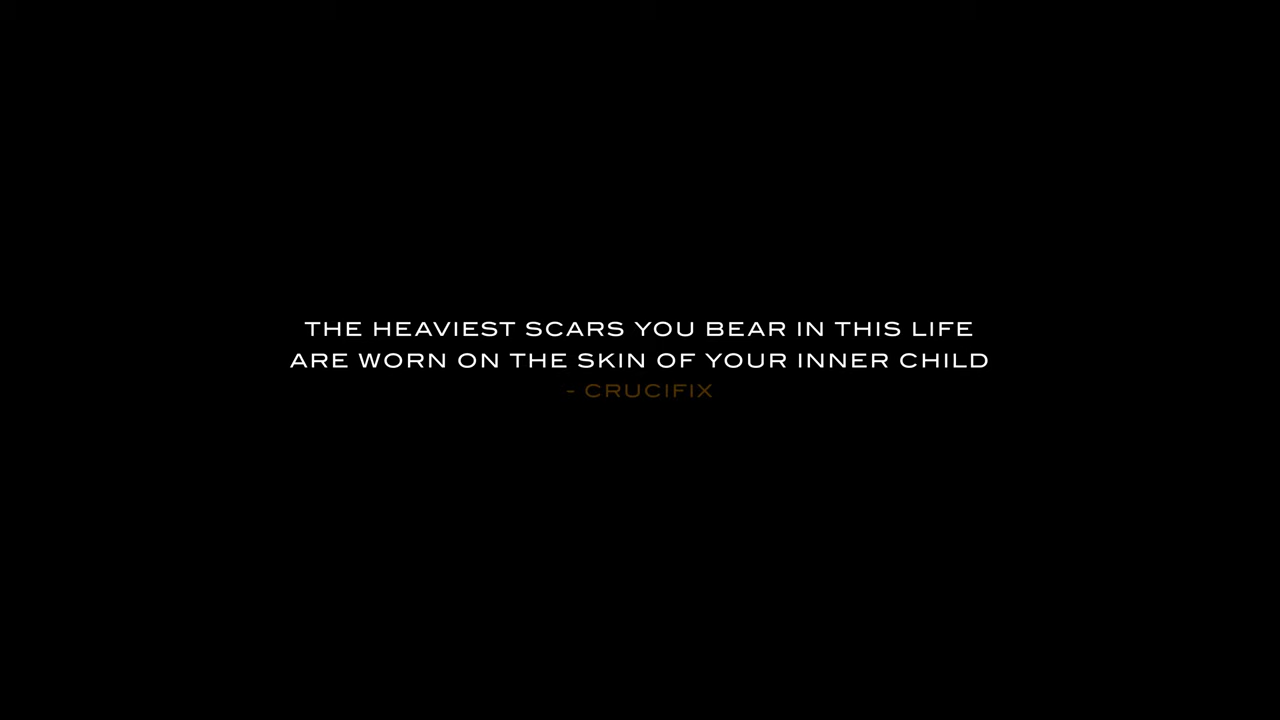 THE HEAVIEST SCARS YOU BEAR IN THIS LIFE
ARE WORN ON THE SKIN OF YOUR INNER CHILD
- CRUCIFIX